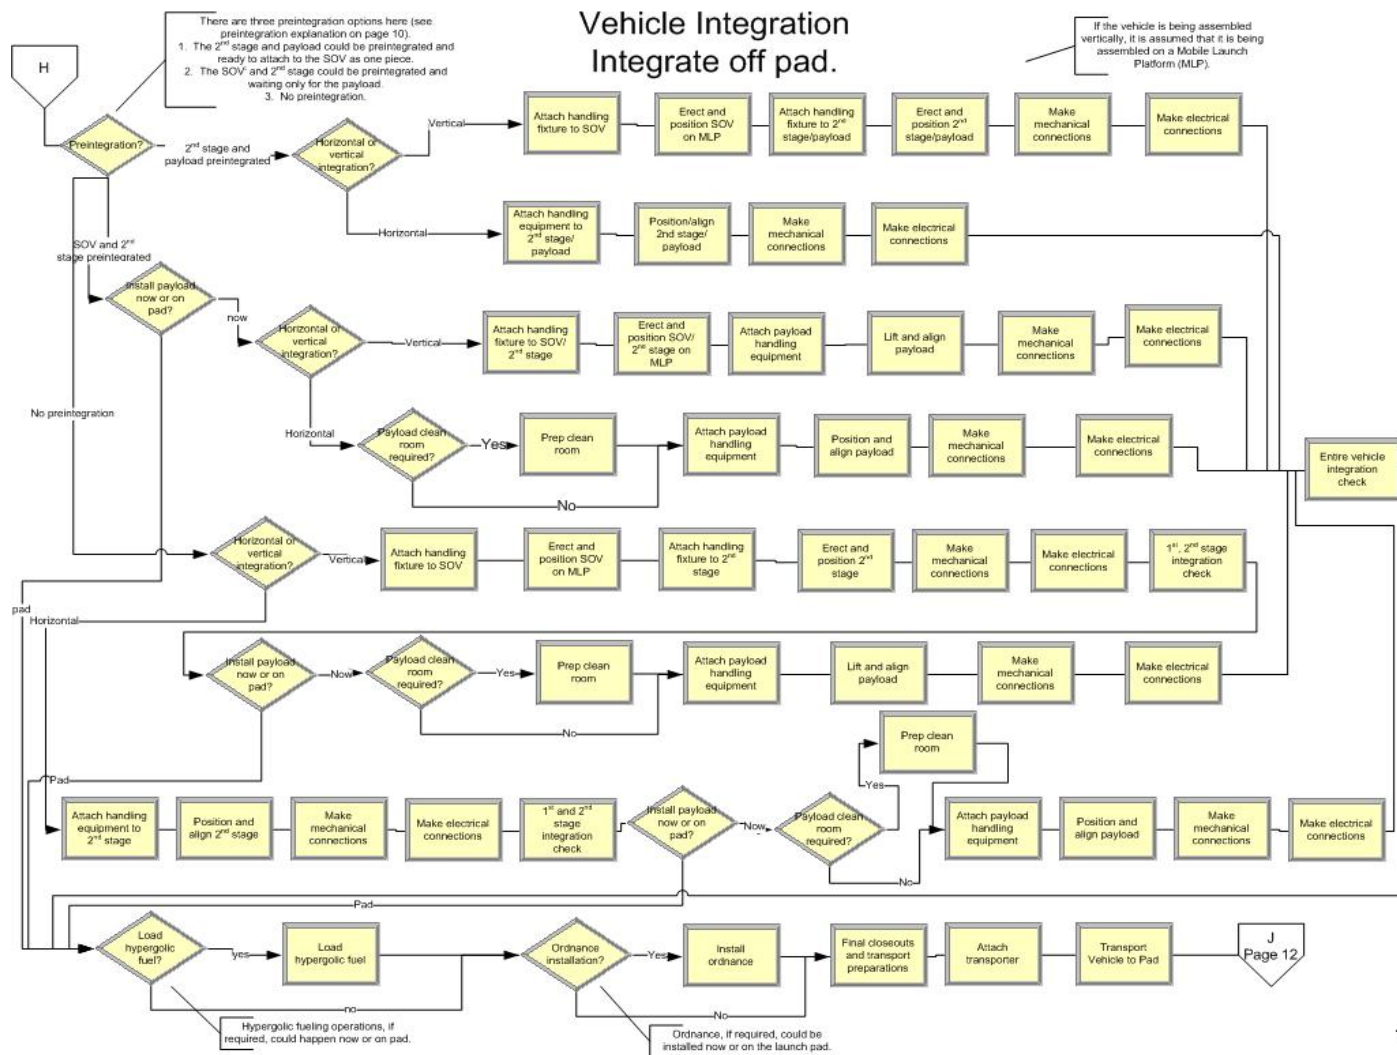 Vehicle Integration
Integrate off pad.
There are three preintegration options here (see
preintegration explanation on page 10).
1. The 2nd stage and payload could be preintegrated and
ready to attach to the SOV as one piece.
2. The SOV and 2nd stage could be preintegrated and
waiting only for the payload.
3. No preintegration.
If the vehicle is being assembled
vertically, it is assumed that it is being
assembled on a Mobile Launch
Platform (MLP).
H
Preintegration?
2nd stage and
payload preintegrated
Horizontal or
vertical
integration?
Vertical
Attach handling
fixture to SOV
Erect and
position SOV
on MLP
Attach handling
fixture to 2nd
stage/payload
Erect and
position 2nd
stage/payload
Make
mechanical
connections
Make electrical
connections
Horizontal
Attach handling
equipment to
2nd stage/
payload
Position/align
2nd stage/
payload
Make
mechanical
connections
Make electrical
connections
SOV and 2nd
stage preintegrated
Install payload
now or on
pad?
now
Horizontal or
vertical
integration?
Vertical
Attach handling
fixture to SOV/
2nd stage
Erect and
position SOV/
2nd stage on
MLP
Attach payload
handling
equipment
Lift and align
payload
Make
mechanical
connections
Make electrical
connections
No preintegration
Horizontal
Payload clean
room
required?
Yes
Prep clean
room
No
Attach payload
handling
equipment
Position and
align payload
Make
mechanical
connections
Make electrical
connections
Entire vehicle
integration
check
Horizontal or
vertical
integration?
Vertical
Attach handling
fixture to SOV
Erect and
position SOV
on MLP
Attach handling
fixture to 2nd
stage
Erect and
position 2nd
stage
Make
mechanical
connections
Make electrical
connections
1st, 2nd stage
integration
check
pad
Horizontal
Install payload
now or on
pad?
Now
Payload clean
room
required?
Yes
Prep clean
room
No
Attach payload
handling
equipment
Lift and align
payload
Make
mechanical
connections
Make electrical
connections
Pad
Attach handling
equipment to
2nd stage
Position and
align 2nd stage
Make
mechanical
connections
Make electrical
connections
1st and 2nd
stage
integration
check
Install payload
now or on
pad?
Now
Payload clean
room
required?
Yes
Prep clean
room
No
Attach payload
handling
equipment
Position and
align payload
Make
mechanical
connections
Make electrical
connections
Pad
Load
hypergolic
fuel?
yes
Load
hypergolic fuel
no
Ordnance
installation?
Yes
Install
ordnance
No
Final closeouts
and transport
preparations
Attach
transporter
Transport
Vehicle to Pad
J
Page 12
Hypergolic fueling operations, if
required, could happen now or on pad.
Ordnance, if required, could be
installed now or on the launch pad.